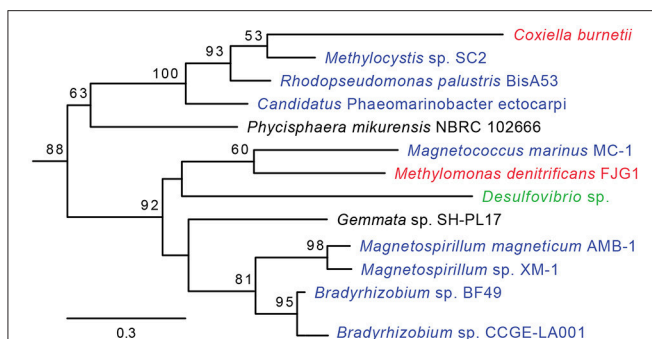 53
Coxiella burnetii
93
Methylocystis sp. SC2
100
Rhodopseudomonas palustris BisA53
63
Candidatus Phaeomarinobacter ectocarpi
Phycisphaera mikurensis NBRC 102666
88
60
Magnetococcus marinus MC-1
Methylomonas denitrificans FJG1
92
Desulfovibrio sp.
Gemmata sp. SH-PL17
98
Magnetospirillum magneticum AMB-1
81
Magnetospirillum sp. XM-1
95
Bradyrhizobium sp. BF49
0.3
Bradyrhizobium sp. CCGE-LA001